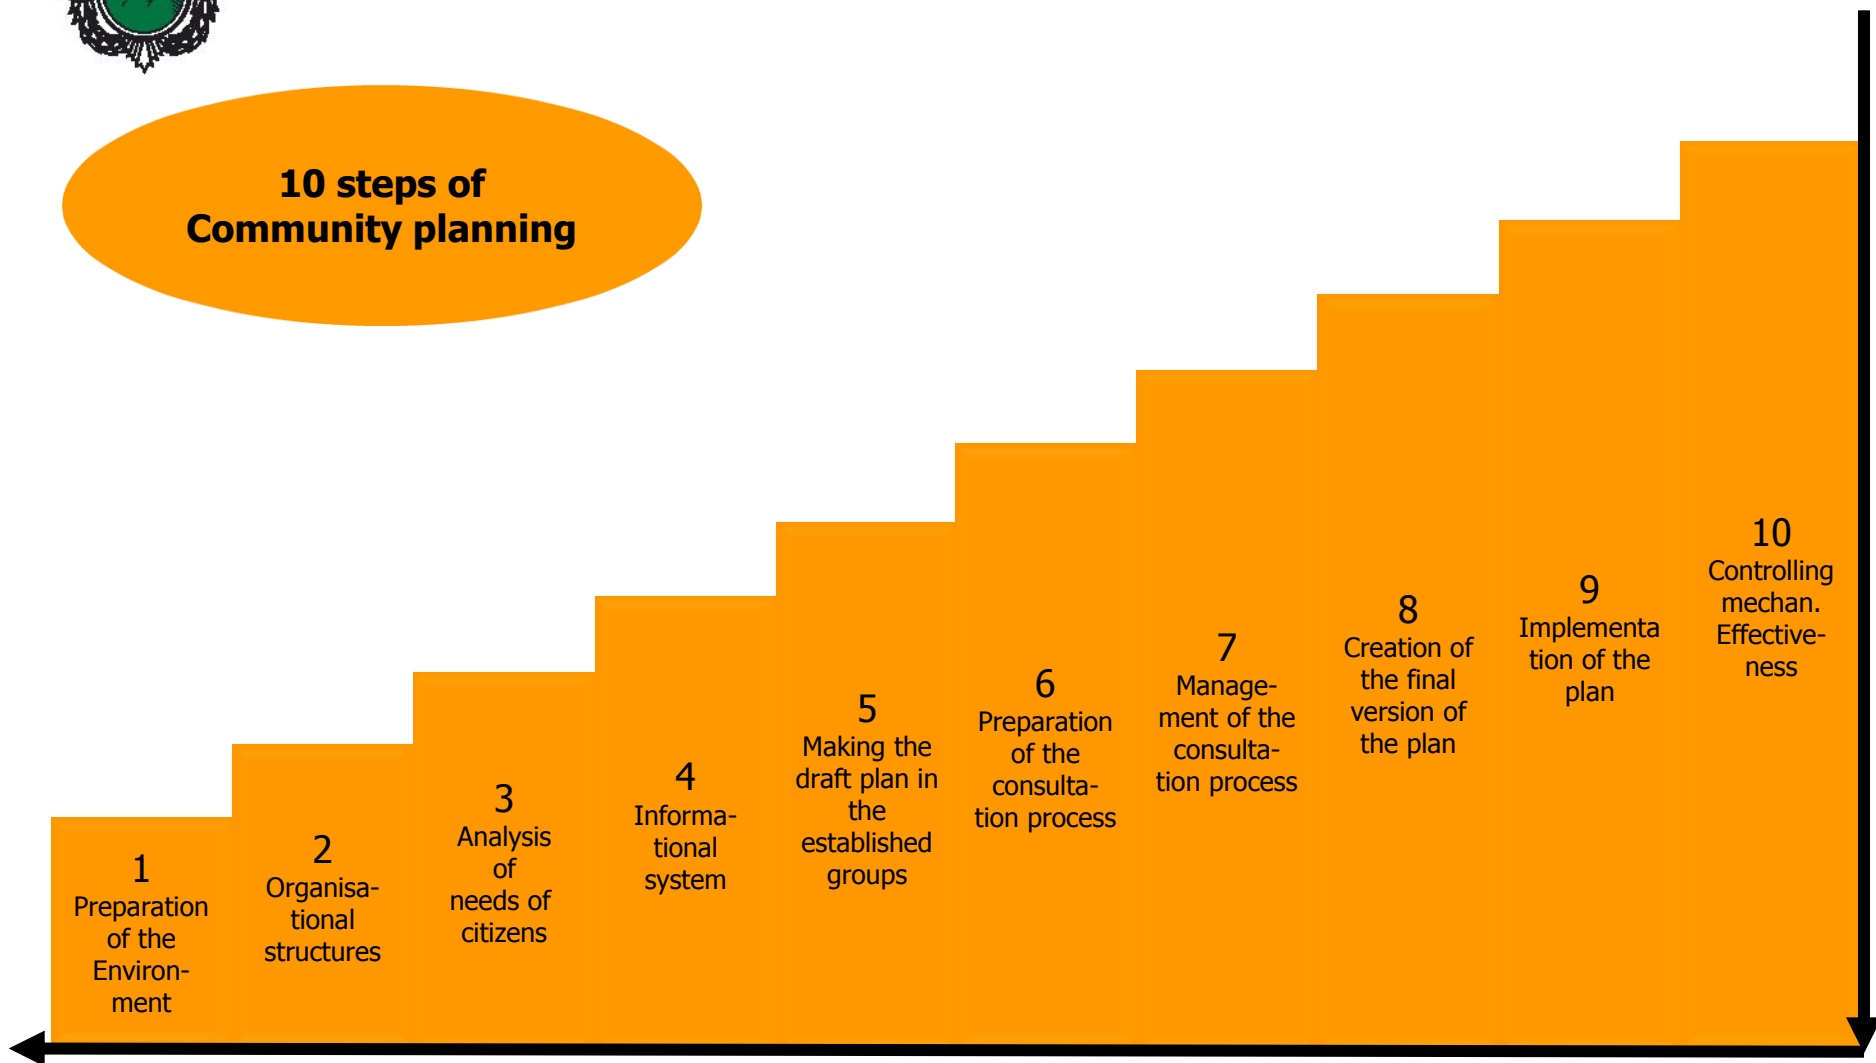 10 steps of
Community planning
1
Preparation
of the
Environ-
ment
2
Organisa-
tional
structures
3
Analysis
of
needs of
citizens
4
Informa-
tional
system
5
Making the
draft plan in
the
established
groups
6
Preparation
of the
consulta-
tion process
7
Manage-
ment of the
consulta-
tion process
8
Creation of
the final
version of
the plan
9
Implementa
tion of the
plan
10
Controlling
mechan.
Effective-
ness